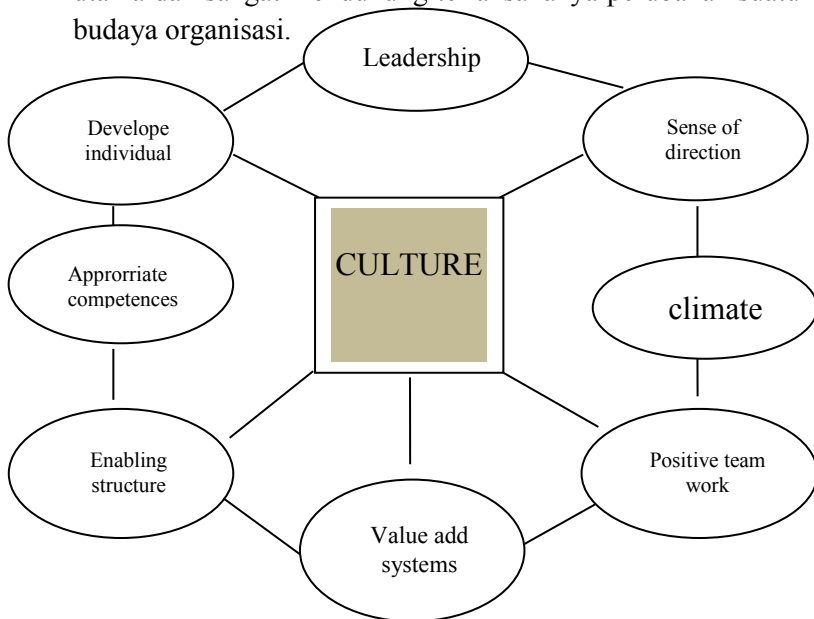 budaya organisasi.
Leadership
Develope
individual
Sense of
direction
CULTURE
Approrriate
competences
climate
Enabling
structure
Positive team
work
Value add
systems